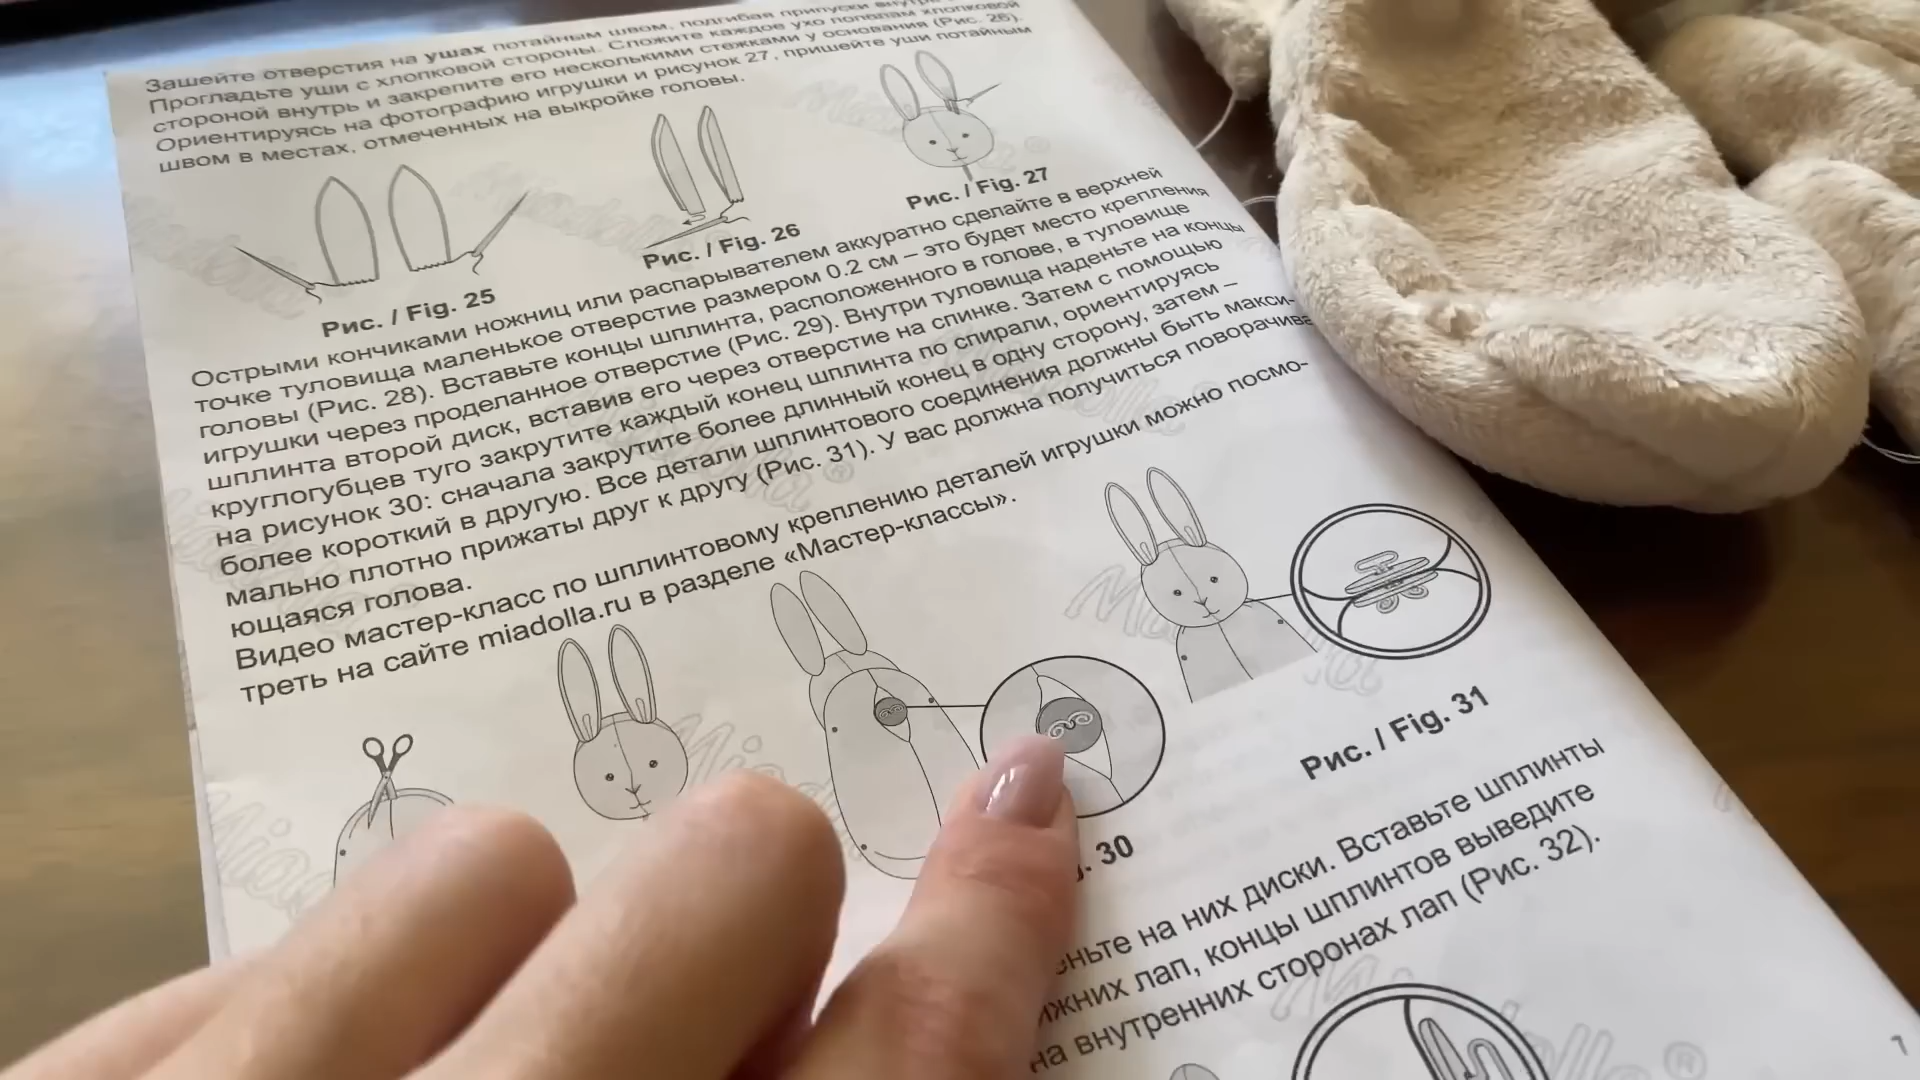 Зашейте отверстия на ушах потайным швом, подгибая припуски внутрь.
Прогладьте уши с хлопковой стороны. Сложите каждое ухо пополам хлопковой
стороной внутрь и закрепите его несколькими стежками у основания (Рис. 26).
Ориентируясь на фотографию игрушки и рисунок 27, пришейте уши потайным
швом в местах, отмеченных на выкройке головы.
Рис. / Fig. 25
Рис. / Fig. 26
Рис. / Fig. 27
Острыми кончиками ножниц или распарывателем аккуратно сделайте в верхней
точке туловища маленькое отверстие размером 0.2 см – это будет место крепления
головы (Рис. 28). Вставьте концы шплинта, расположенного в голове, в туловище
игрушки через проделанное отверстие (Рис. 29). Внутри туловища наденьте на концы
шплинта второй диск, вставив его через отверстие на спинке. Затем с помощью
круглогубцев туго закрутите каждый конец шплинта по спирали, ориентируясь
на рисунок 30: сначала закрутите более длинный конец в одну сторону, затем –
более короткий в другую. Все детали шплинтового соединения должны быть макси-
мально плотно прижаты друг к другу (Рис. 31). У вас должна получиться поворачива
ющаяся голова.
Видео мастер-класс по шплинтовому креплению деталей игрушки можно посмо-
треть на сайте miadolla.ru в разделе «Мастер-классы».
30
Рис. / Fig. 31
ньте на них диски. Вставьте шплинты
жних лап, концы шплинтов выведите
на внутренних сторонах лап (Рис. 32).
Miadolla®